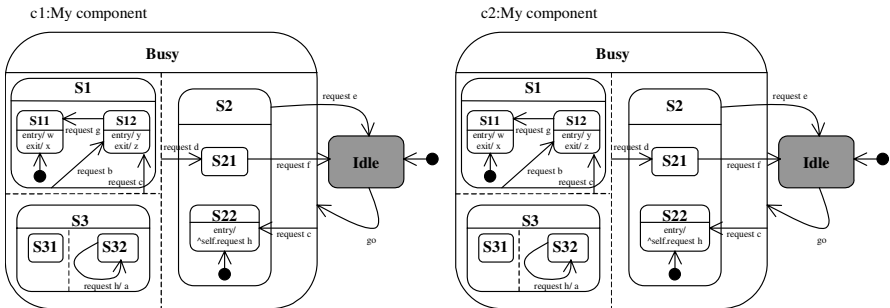 c1:My component
Busy
S1
S11
entry/ w
exit/ x
request g
S12
entry/ y
exit/ z
request b
request c
S3
S31
S32
request h/ a
request d
S2
S21
S22
entry/
^self.request h
request e
request f
request c
Idle
go
c2:My component
Busy
S1
S11
entry/ w
exit/ x
request g
S12
entry/ y
exit/ z
request b
request c
S3
S31
S32
request h/ a
request d
S2
S21
S22
entry/
^self.request h
request e
request f
request c
Idle
go